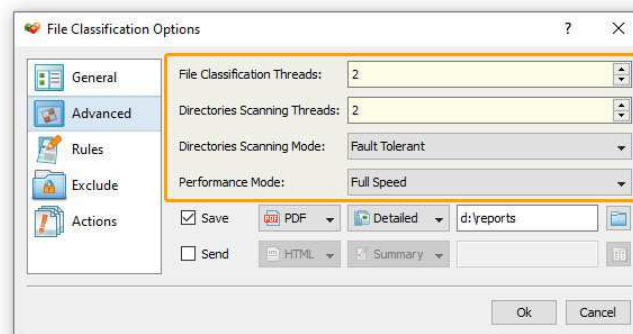 File Classification Options ?
General
Advanced
Rules
Exclude
Actions
File Classification Threads: 2
Directories Scanning Threads: 2
Directories Scanning Mode: Fault Tolerant
Performance Mode: Full Speed
Save PDF Detailed d:\reports
Send HTML Summary
Ok Cancel